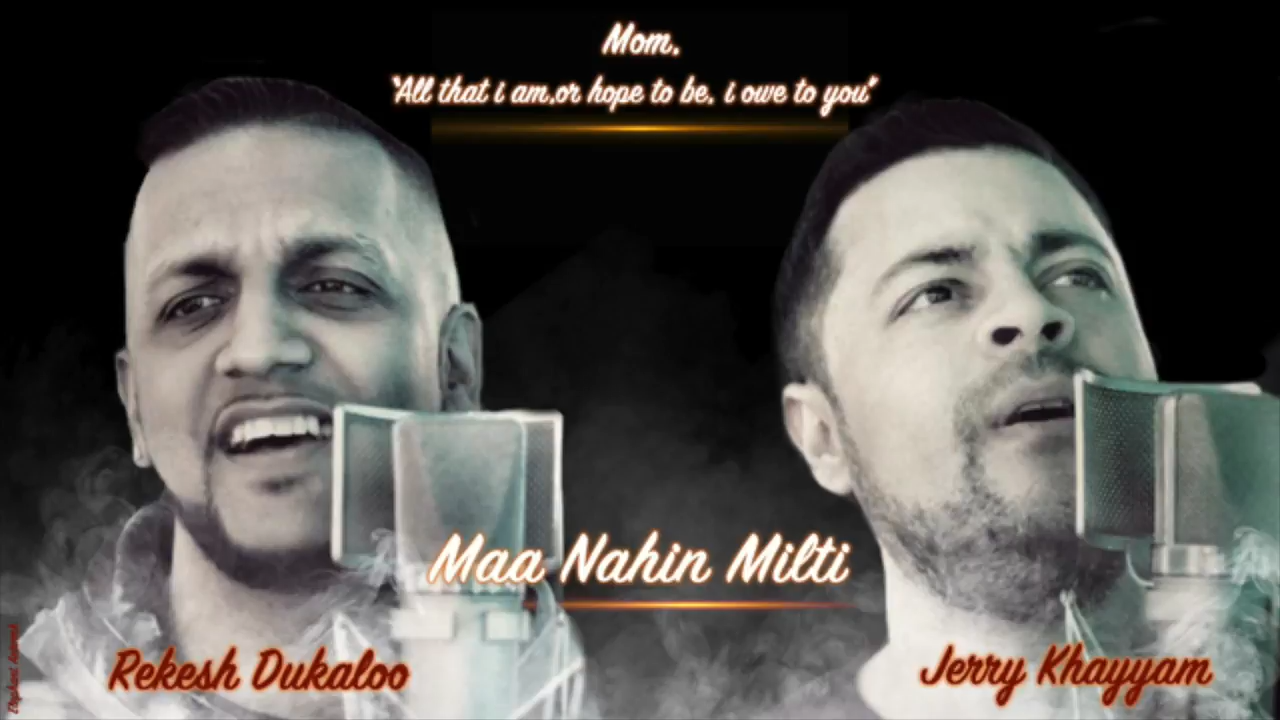 Mom.
"All that i am,or hope to be, i owe to you"
Maa Nahin Milti
Rekesh Dukaloo
Jerry Khayyam